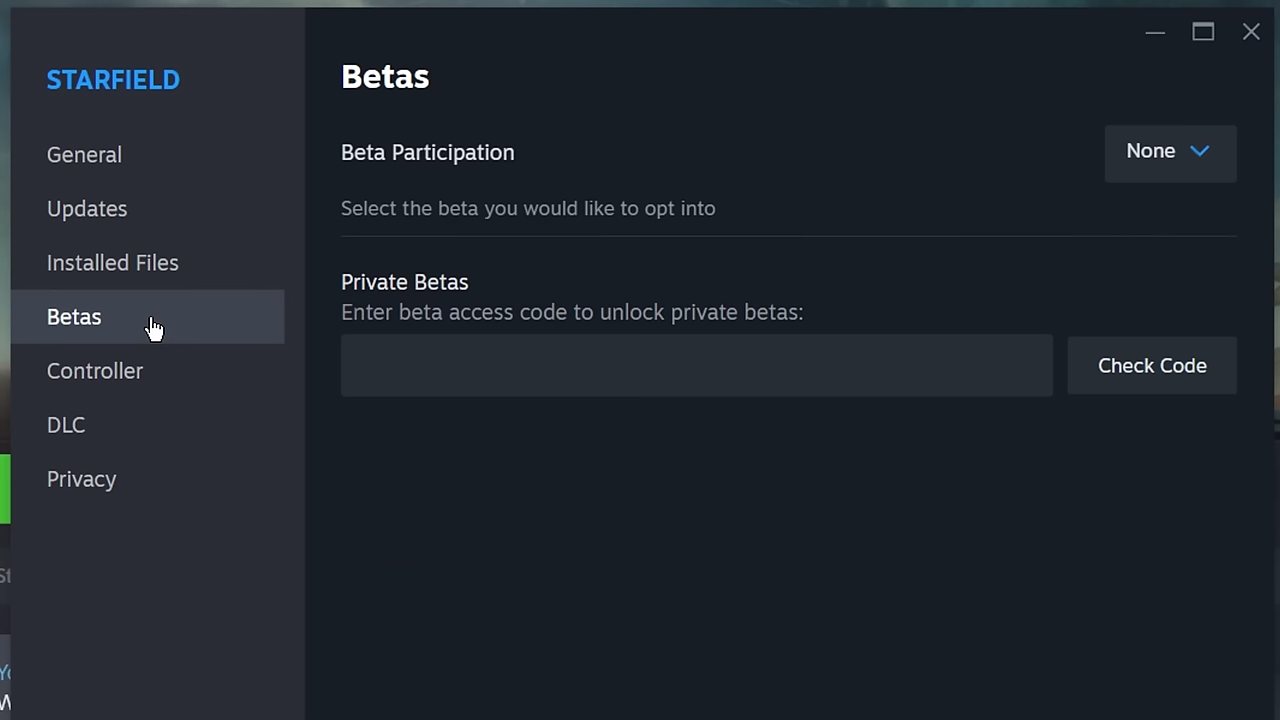 STARFIELD
General
Updates
Installed Files
Betas
Controller
DLC
Privacy
Betas
Beta Participation
None
Select the beta you would like to opt into
Private Betas
Enter beta access code to unlock private betas:
Check Code